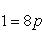 1 = 8p